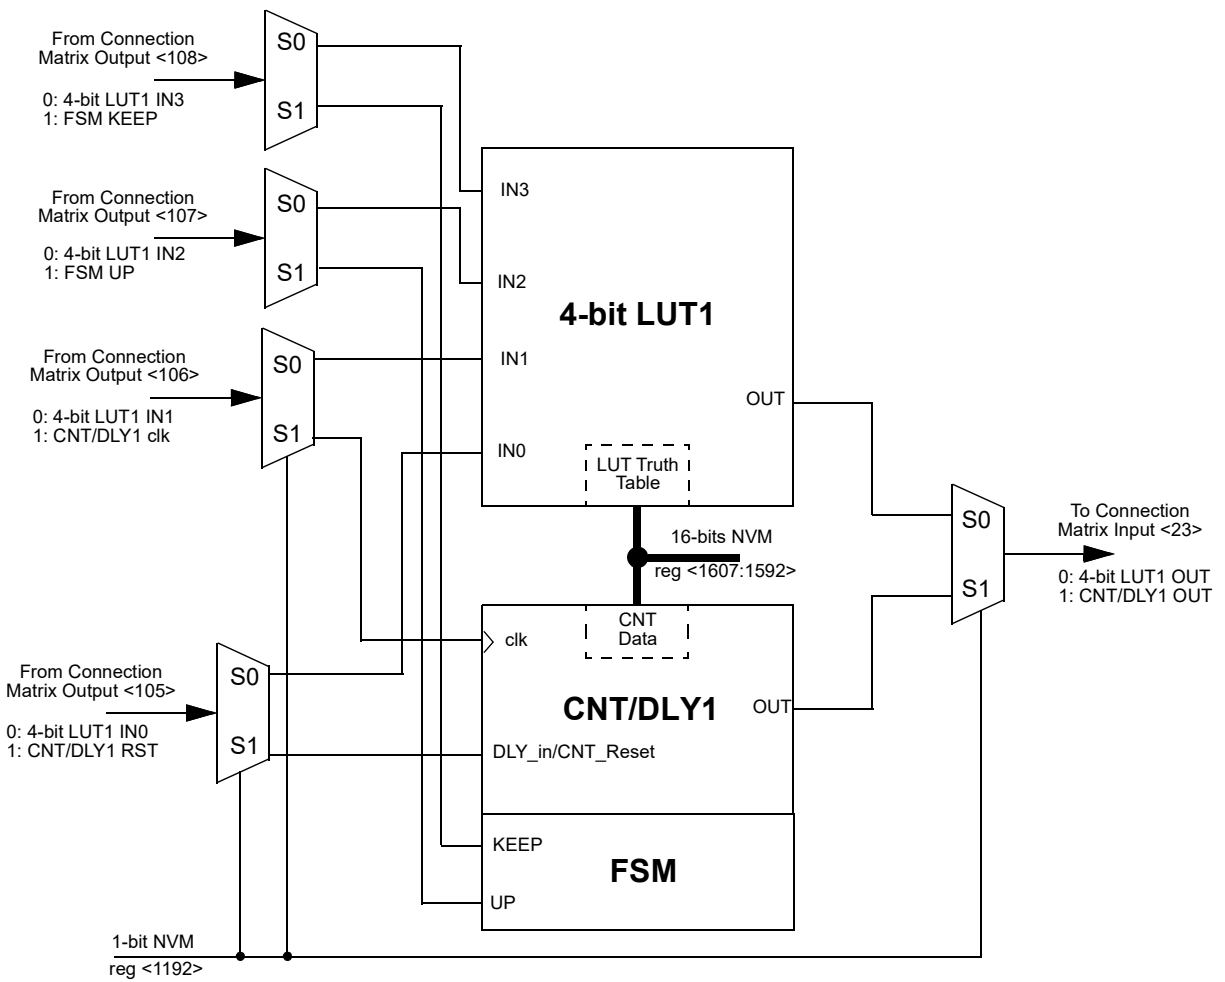 From Connection
Matrix Output <108>
0: 4-bit LUT1 IN3
1: FSM KEEP
S0
S1
From Connection
Matrix Output <107>
0: 4-bit LUT1 IN2
1: FSM UP
S0
S1
From Connection
Matrix Output <106>
0: 4-bit LUT1 IN1
1: CNT/DLY1 clk
S0
S1
From Connection
Matrix Output <105>
0: 4-bit LUT1 IN0
1: CNT/DLY1 RST
S0
S1
IN3
IN2
IN1
IN0
4-bit LUT1
OUT
LUT Truth
Table
16-bits NVM
reg <1607:1592>
CNT
Data
clk
CNT/DLY1
OUT
DLY_in/CNT_Reset
KEEP
FSM
UP
S0
S1
To Connection
Matrix Input <23>
0: 4-bit LUT1 OUT
1: CNT/DLY1 OUT
1-bit NVM
reg <1192>